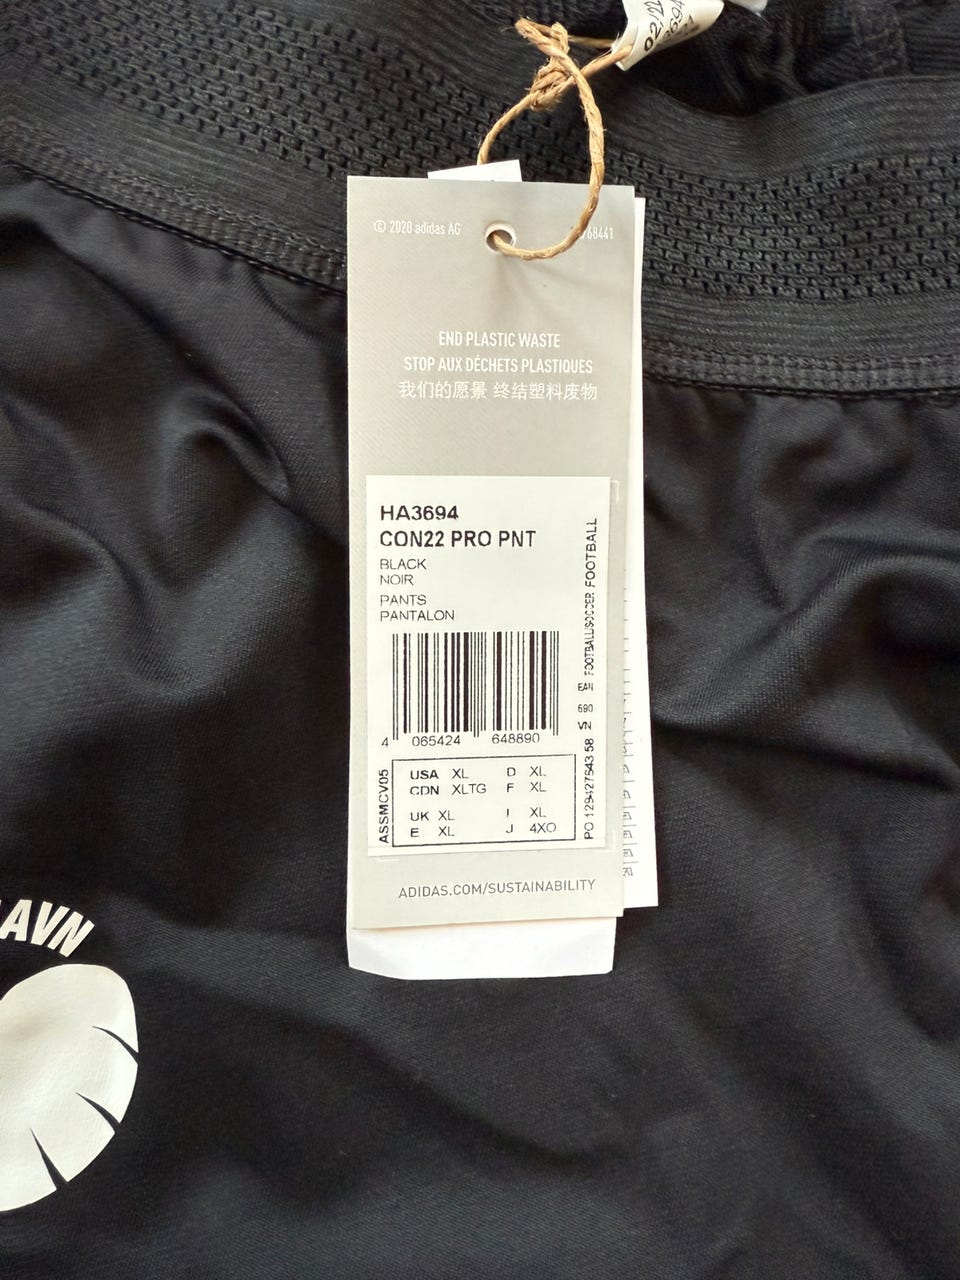 02/22
© 2020 adidas AG
68441
END PLASTIC WASTE
STOP AUX DÉCHETS PLASTIQUES
我们的愿景 终结塑料废物
HA3694
CON22 PRO PNT
BLACK
NOIR
PANTS
PANTALON
4 065424 648890
FOOTBALL/SOCCER FOOTBALL
EAN
690
VN
PO 129427643 58
ASSMCV05
USA XL D XL
CDN XLTG F XL
UK XL I XL
E XL J 4XO
ADIDAS.COM/SUSTAINABILITY
AVN